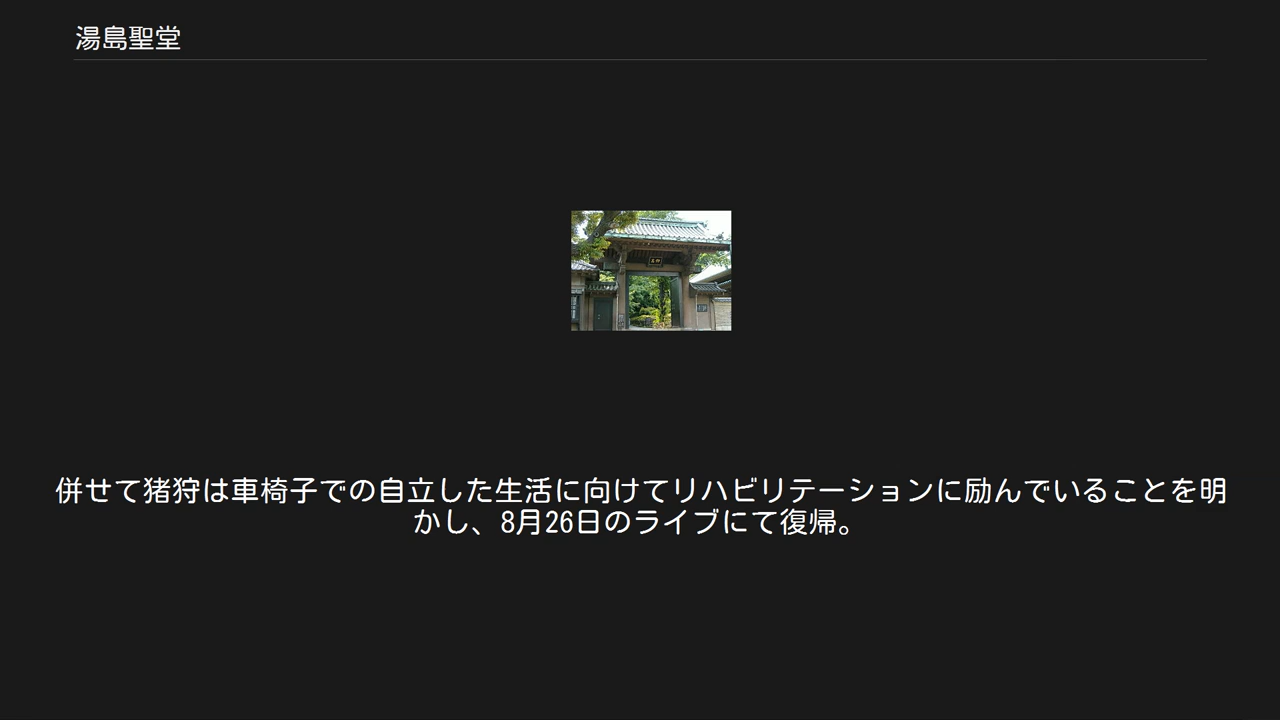 湯島聖堂
併せて猪狩は車椅子での自立した生活に向けてリハビリテーションに励んでいることを明
かし、8月26日のライブにて復帰。